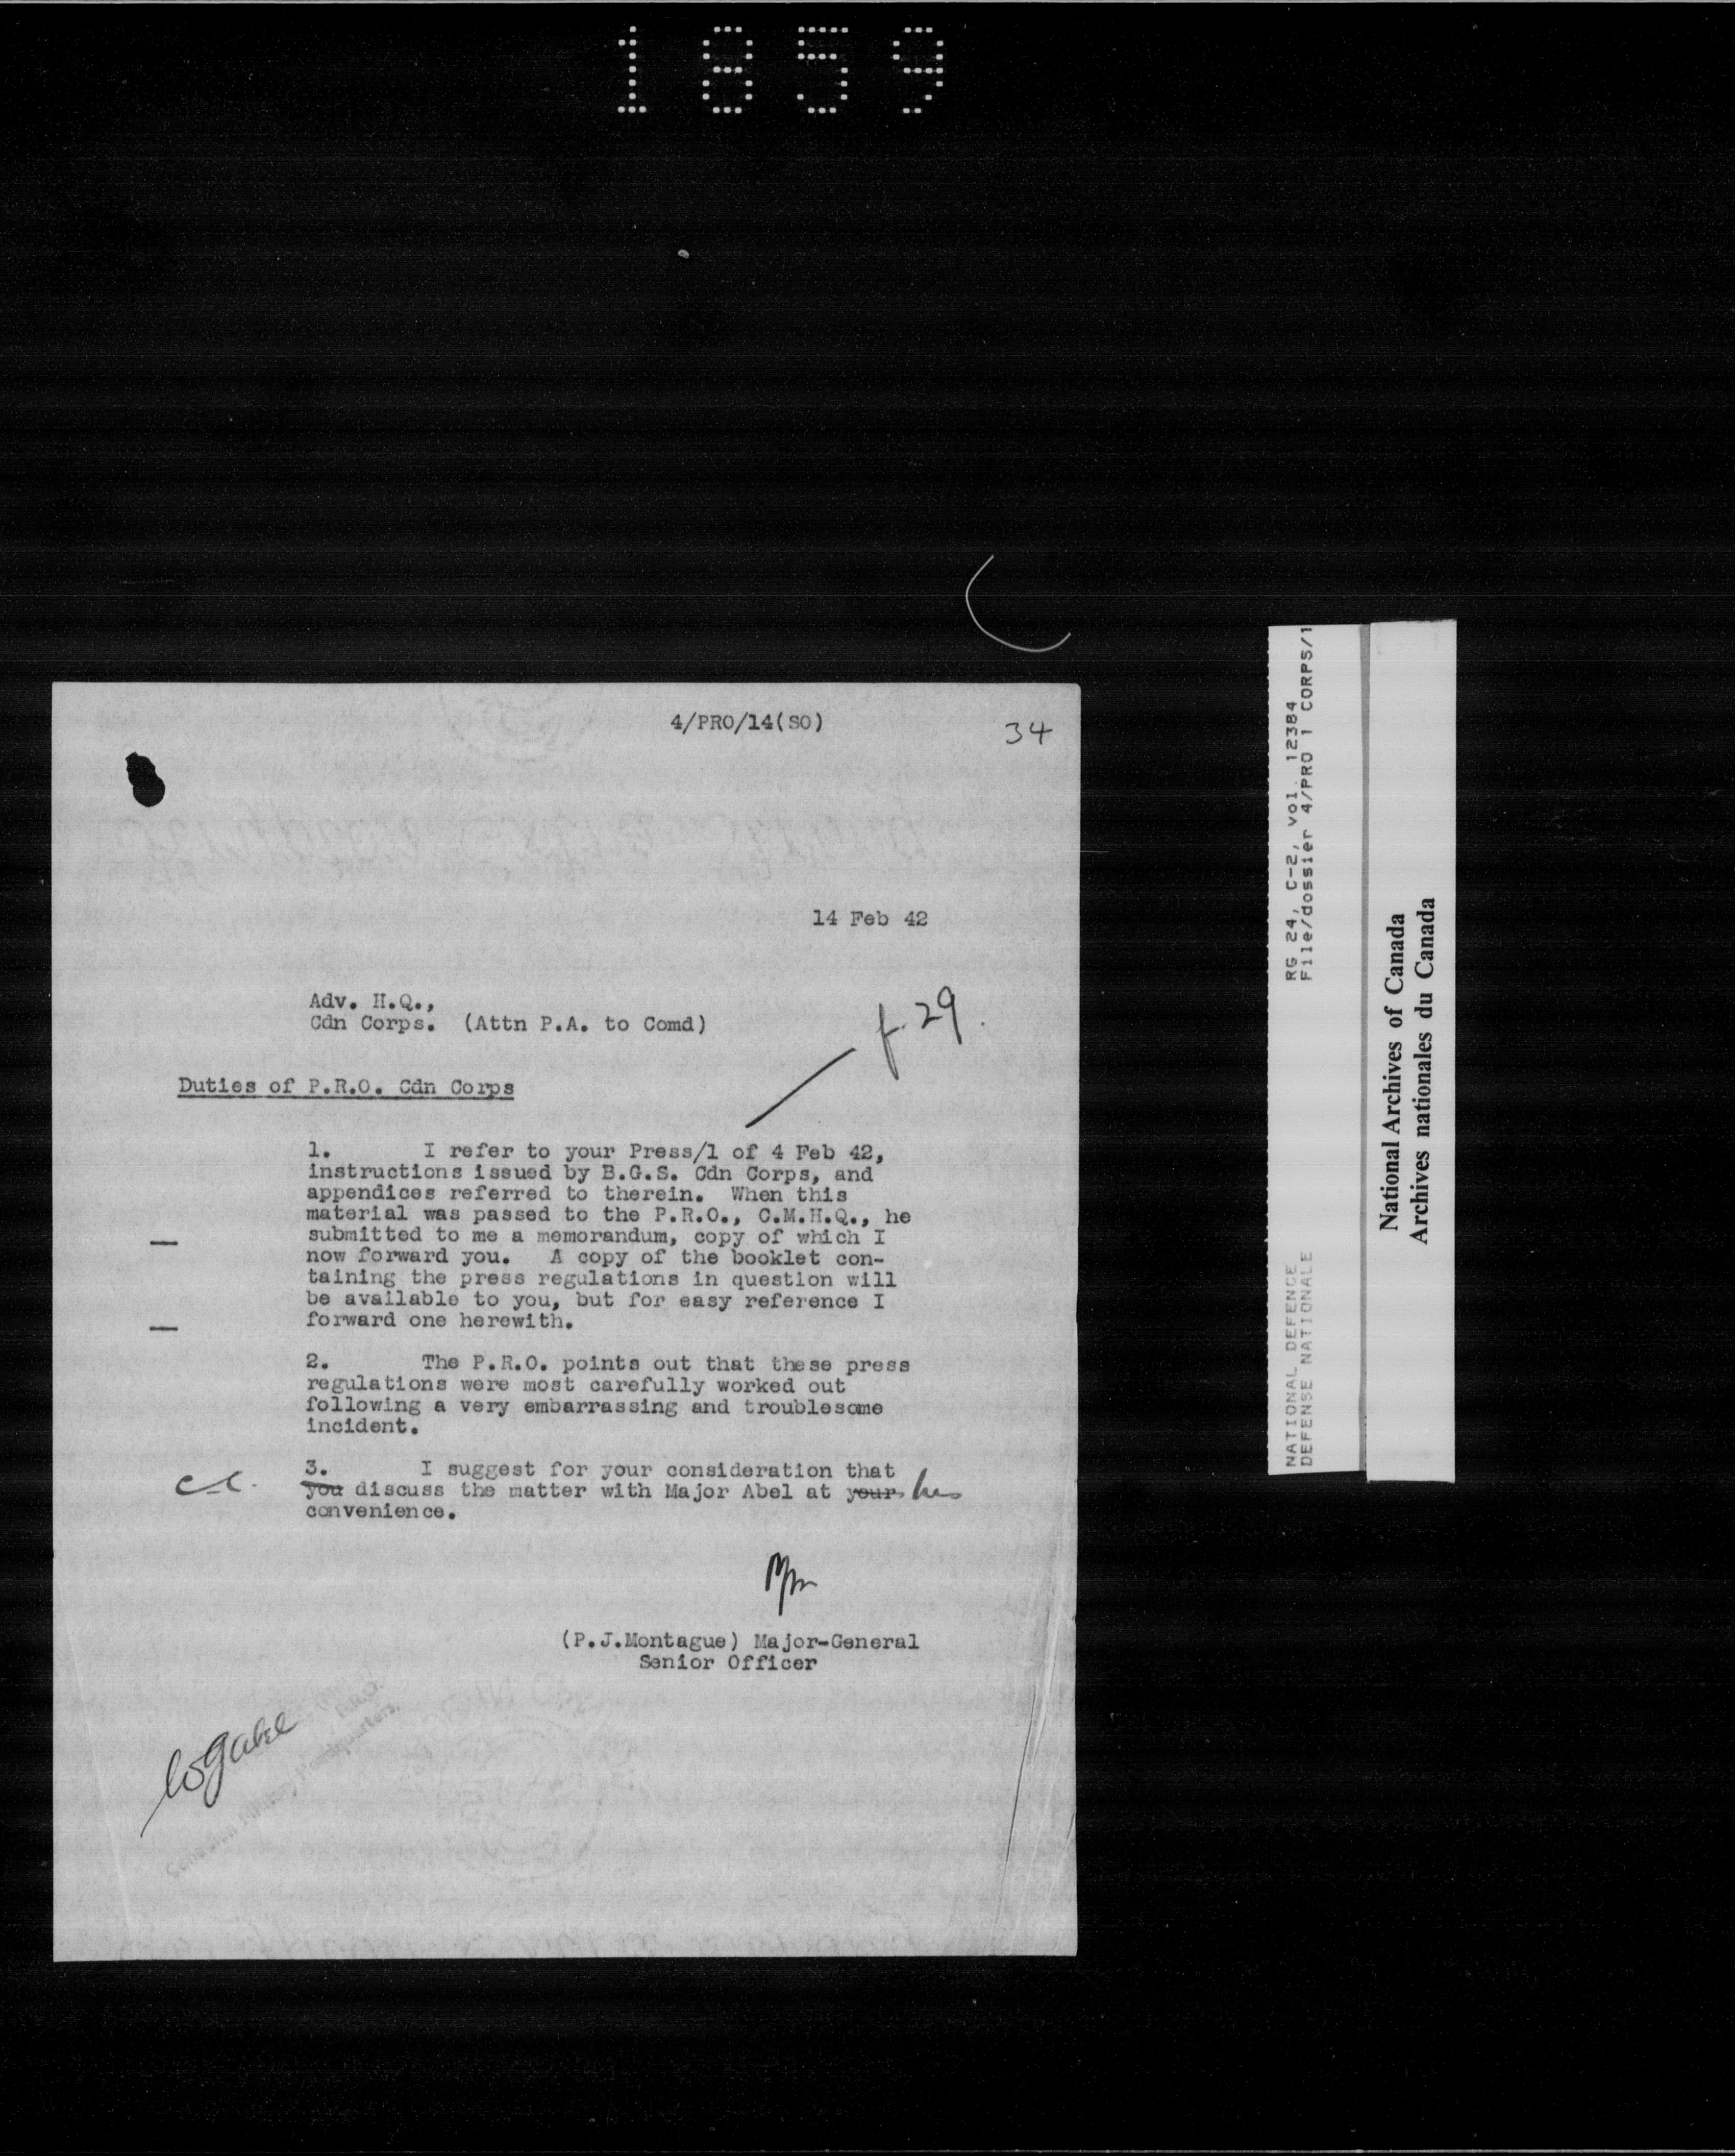 1859
4/PRO/14(SO)
34
14 Feb 42
Adv. H.Q.,
Cdn Corps. (Attn P.A. to Comd)
f. 29.
Duties of P.R.O. Cdn Corps
1. I refer to your Press/1 of 4 Feb 42,
instructions issued by B.G.S. Cdn Corps, and
appendices referred to therein. When this
material was passed to the P.R.O., C.M.H.Q., he
submitted to me a memorandum, copy of which I
now forward you. A copy of the booklet con-
taining the press regulations in question will
be available to you, but for easy reference I
forward one herewith.
2. The P.R.O. points out that these press
regulations were most carefully worked out
following a very embarrassing and troublesome
incident.
3. I suggest for your consideration that
you discuss the matter with Major Abel at your his
convenience.
(P.J.Montague) Major-General
Senior Officer
P.R.O.
Canadian Military Headquarters.
RG 24, C-2, vol. 12384
File/dossier 4/PRO 1 CORPS/1
NATIONAL DEFENCE
DEFENSE NATIONALE
National Archives of Canada
Archives nationales du Canada